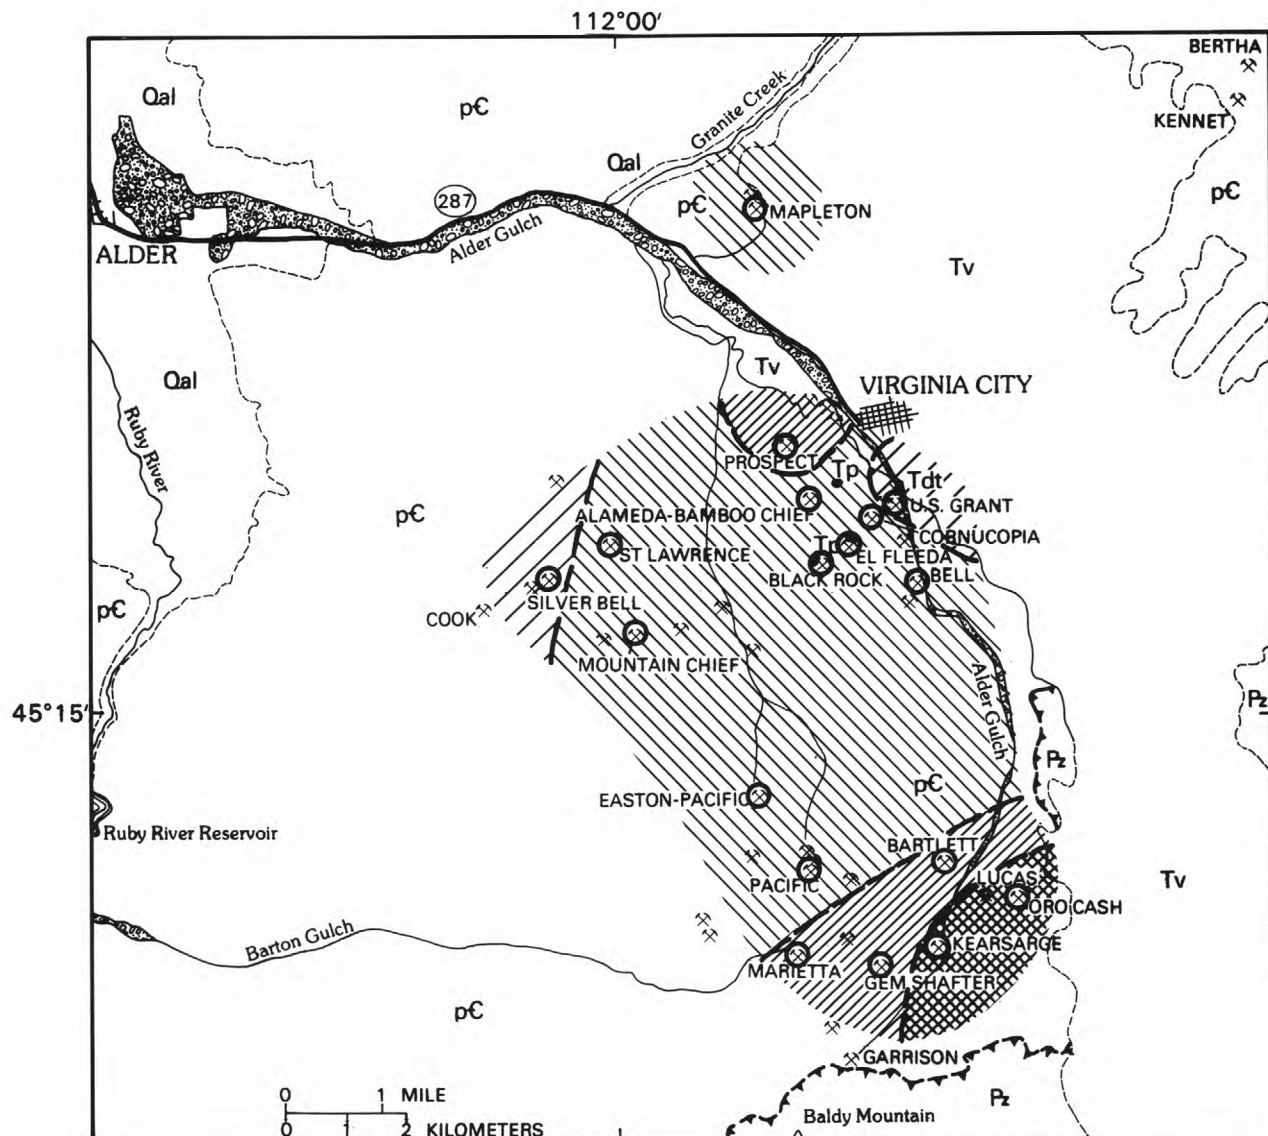 112°00'
BERTHA
Qal
p€
Granite Creek
KENNET
Qal
p€
287
p€
MAPLETON
Alder Gulch
ALDER
Tv
Qal
Tv
VIRGINIA CITY
Ruby River
PROSPECT
Tp
Tdt
U.S. GRANT
p€
ALAMEDA-BAMBOO CHIEF
CORNUCOPIA
ST LAWRENCE
EL FLEEDA
BLACK ROCK
BELL
p€
SILVER BELL
COOK
MOUNTAIN CHIEF
Alder Gulch
45°15'
Pz
Pz
p€
EASTON-PACIFIC
Ruby River Reservoir
BARTLETT
PACIFIC
LUCAS
Tv
ORO CASH
Barton Gulch
KEARSARGE
MARIETTA
GEM SHAFTER
p€
GARRISON
0 1 MILE
Pz
Baldy Mountain
0 1 2 KILOMETERS